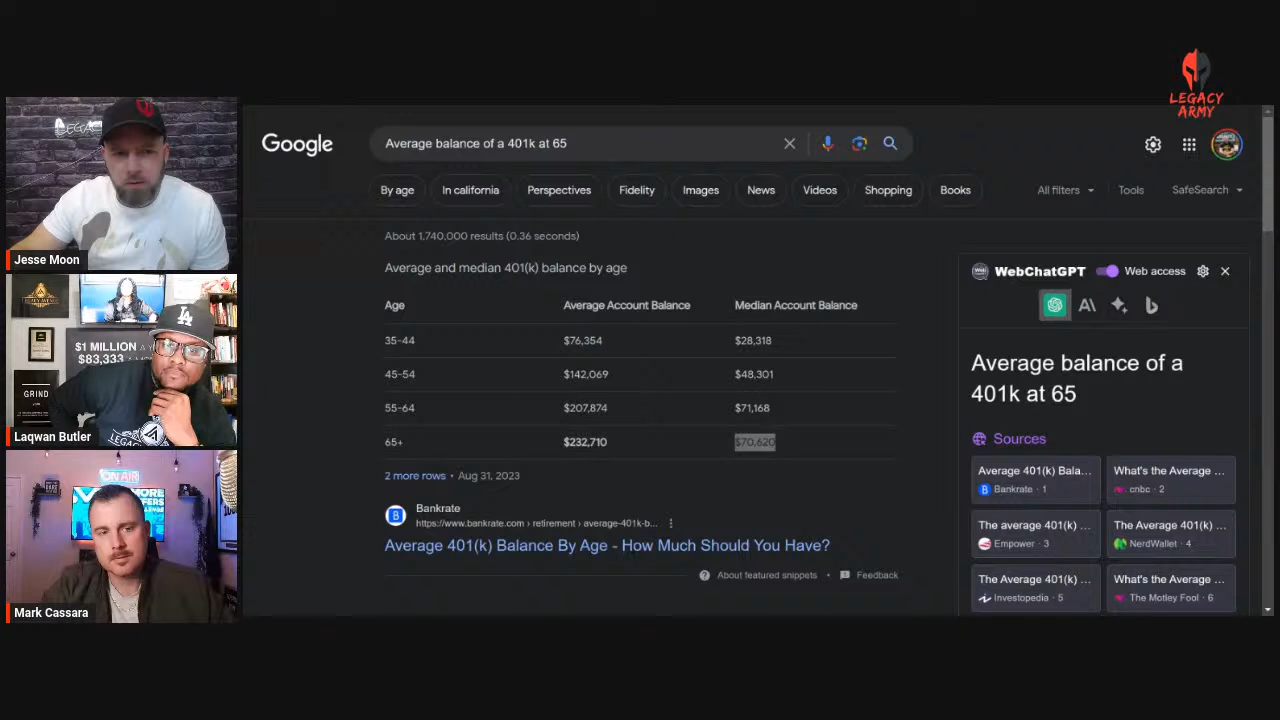 LEGACY
ARMY
Jesse Moon
$1 MILLION A
$83,333
GRIND
Laqwan Butler
ON AIR
Mark Cassara
Google
Average balance of a 401k at 65
By age
In california
Perspectives
Fidelity
Images
News
Videos
Shopping
Books
All filters
Tools
SafeSearch
About 1,740,000 results (0.36 seconds)
Average and median 401(k) balance by age
Age Average Account Balance Median Account Balance
35-44 $76,354 $28,318
45-54 $142,069 $48,301
55-64 $207,874 $71,168
65+ $232,710 $70,620
2 more rows • Aug 31, 2023
Bankrate
https://www.bankrate.com › retirement › average-401k-b...
Average 401(k) Balance By Age - How Much Should You Have?
About featured snippets • Feedback
WebChatGPT Web access
Average balance of a
401k at 65
Sources
Average 401(k) Bala...
Bankrate · 1
What's the Average ...
cnbc · 2
The average 401(k) ...
Empower · 3
The Average 401(k) ...
NerdWallet · 4
The Average 401(k) ...
Investopedia · 5
What's the Average ...
The Motley Fool · 6